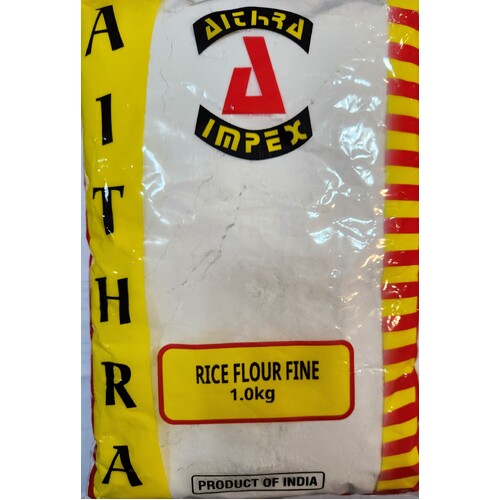 AITHRA
AITHRA
A
IMPEX
RICE FLOUR FINE
1.0kg
PRODUCT OF INDIA